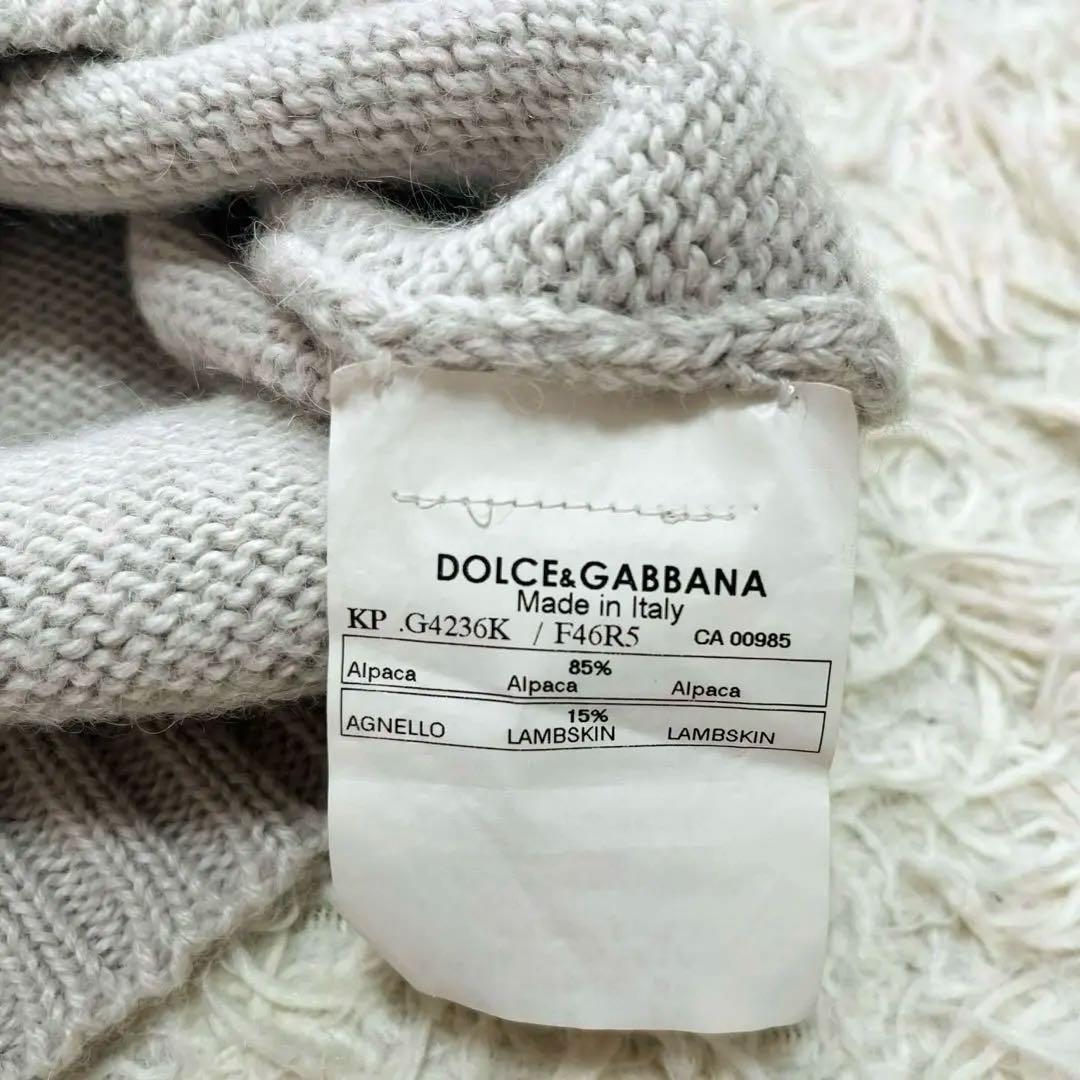 DOLCE&GABBANA
Made in Italy
KP .G4236K / F46R5 CA 00985
85%
Alpaca Alpaca Alpaca
15%
AGNELLO LAMBSKIN LAMBSKIN